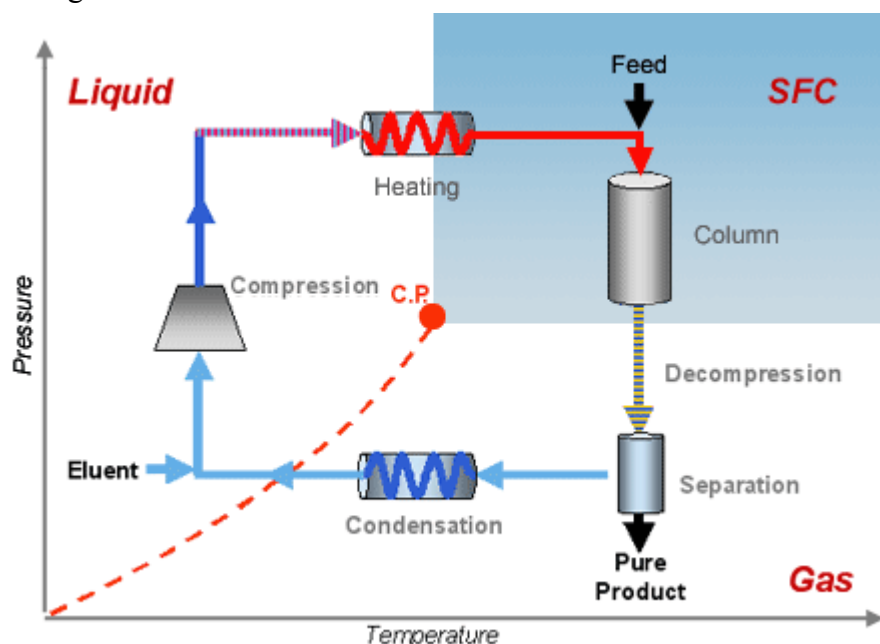 Feed
Liquid
SFC
Heating
Column
Compression
C.P.
Pressure
Decompression
Eluent
Separation
Condensation
Pure
Product
Gas
Temperature